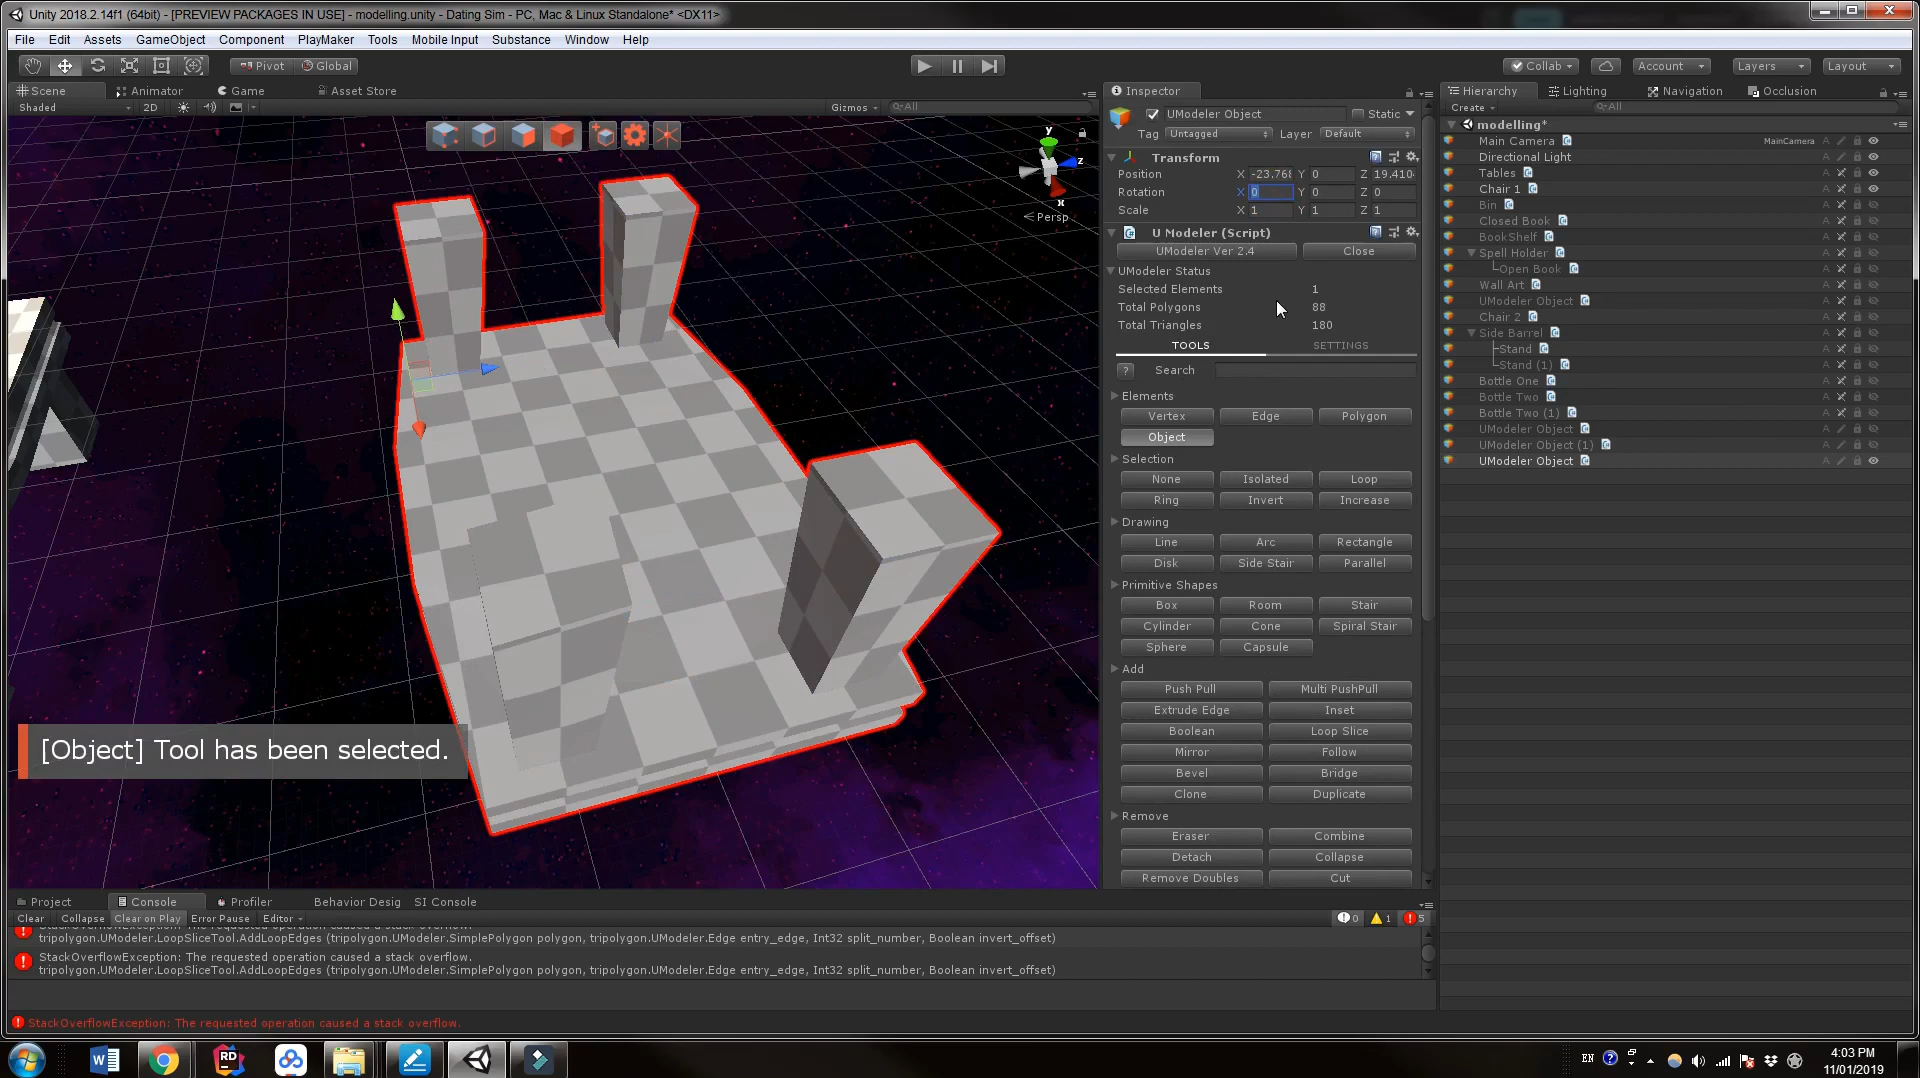 Unity 2018.2.14f1 (64bit) - [PREVIEW PACKAGES IN USE] - modelling.unity - Dating Sim - PC, Mac & Linux Standalone* <DX11>
File Edit Assets GameObject Component PlayMaker Tools Mobile Input Substance Window Help
Pivot Global Collab Account Layers Layout
Scene Animator Game Asset Store
Shaded 2D Gizmos All
y
z
x
Persp
[Object] Tool has been selected.
Inspector
UModeler Object Static
Tag Untagged Layer Default
Transform
Position X -23.768 Y 0 Z 19.410
Rotation X 0 Y 0 Z 0
Scale X 1 Y 1 Z 1
U Modeler (Script)
UModeler Ver 2.4 Close
UModeler Status
Selected Elements 1
Total Polygons 88
Total Triangles 180
TOOLS SETTINGS
? Search
Elements
Vertex Edge Polygon
Object
Selection
None Isolated Loop
Ring Invert Increase
Drawing
Line Arc Rectangle
Disk Side Stair Parallel
Primitive Shapes
Box Room Stair
Cylinder Cone Spiral Stair
Sphere Capsule
Add
Push Pull Multi PushPull
Extrude Edge Inset
Boolean Loop Slice
Mirror Follow
Bevel Bridge
Clone Duplicate
Remove
Eraser Combine
Detach Collapse
Remove Doubles Cut
Hierarchy Lighting Navigation Occlusion
Create All
modelling*
Main Camera MainCamera
Directional Light
Tables
Chair 1
Bin
Closed Book
BookShelf
Spell Holder
Open Book
Wall Art
UModeler Object
Chair 2
Side Barrel
Stand
Stand (1)
Bottle One
Bottle Two
Bottle Two (1)
UModeler Object
UModeler Object (1)
UModeler Object
Project Console Profiler Behavior Desig SI Console
Clear Collapse Clear on Play Error Pause Editor 0 1 5
StackOverflowException: The requested operation caused a stack overflow.
tripolygon.UModeler.LoopSliceTool.AddLoopEdges (tripolygon.UModeler.SimplePolygon polygon, tripolygon.UModeler.Edge entry_edge, Int32 split_number, Boolean invert_offset)
StackOverflowException: The requested operation caused a stack overflow.
tripolygon.UModeler.LoopSliceTool.AddLoopEdges (tripolygon.UModeler.SimplePolygon polygon, tripolygon.UModeler.Edge entry_edge, Int32 split_number, Boolean invert_offset)
StackOverflowException: The requested operation caused a stack overflow.
RD
EN
4:03 PM
11/01/2019